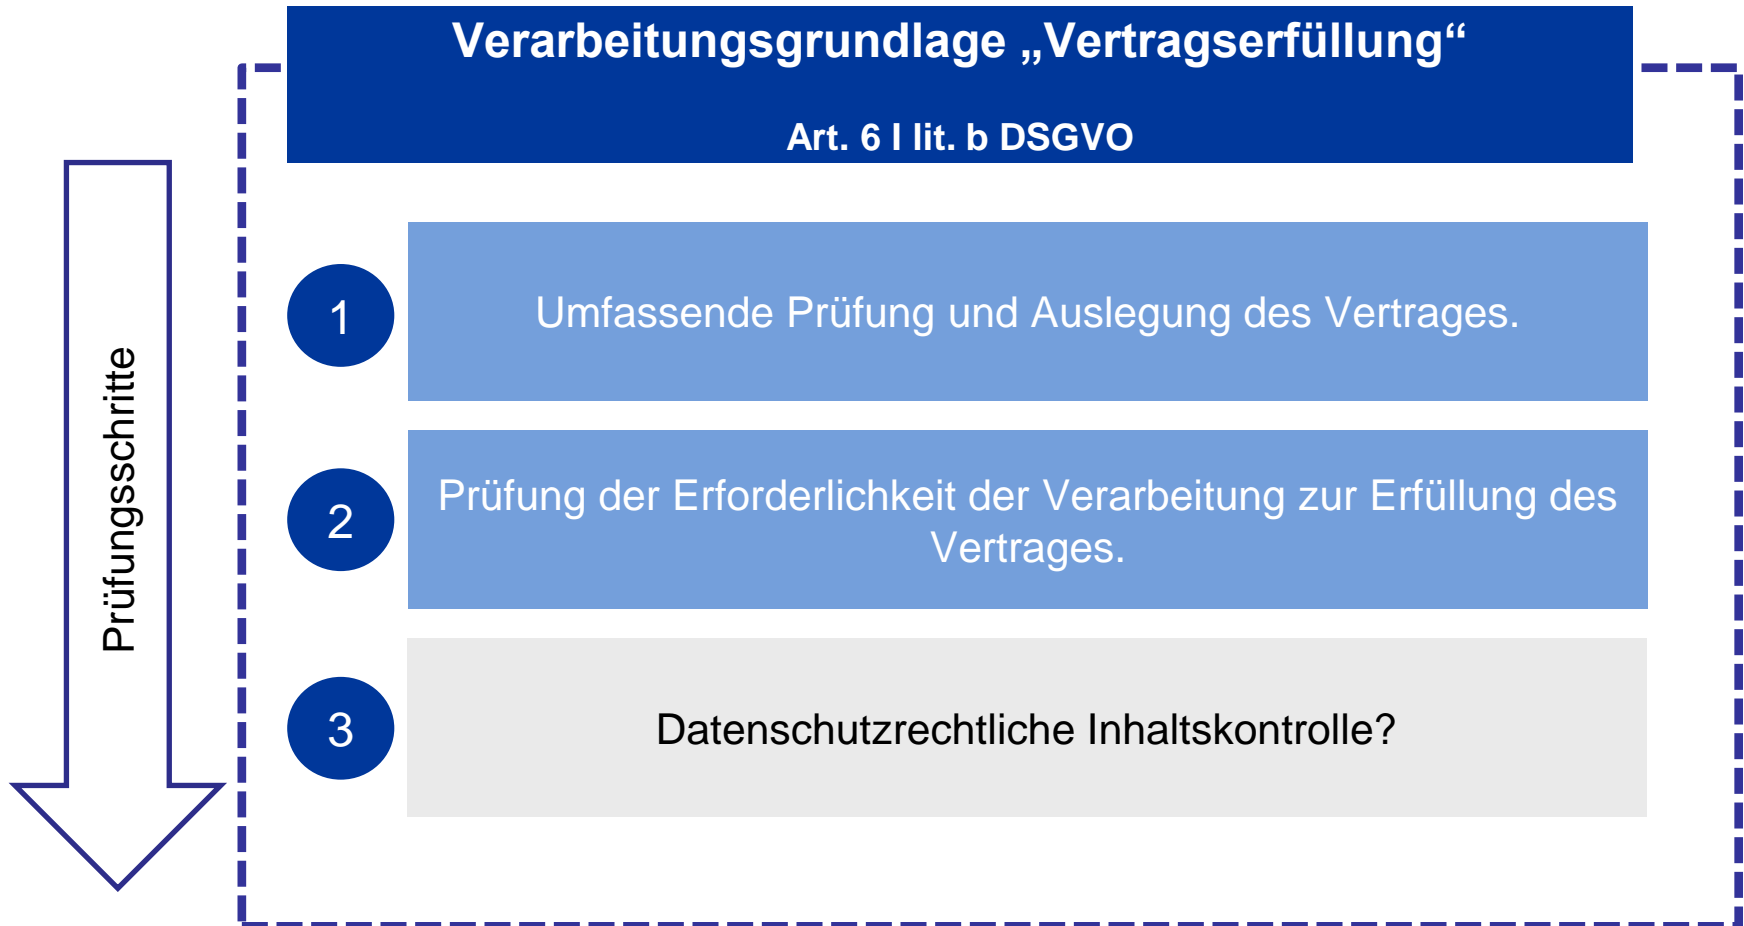 Verarbeitungsgrundlage „Vertragserfüllung“
Art. 6 I lit. b DSGVO
Prüfungsschritte
1
Umfassende Prüfung und Auslegung des Vertrages.
2
Prüfung der Erforderlichkeit der Verarbeitung zur Erfüllung des
Vertrages.
3
Datenschutzrechtliche Inhaltskontrolle?